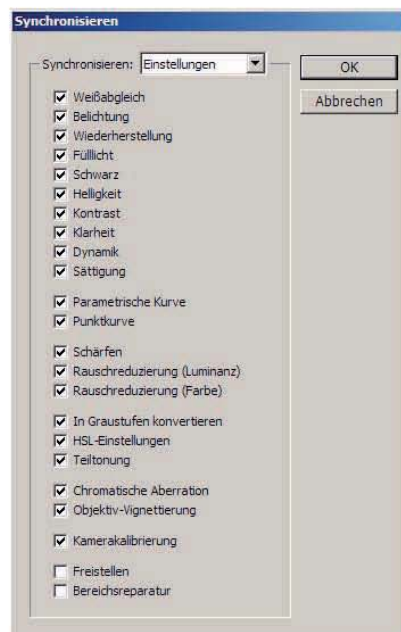 Synchronisieren
Synchronisieren: Einstellungen
OK
Abbrechen
Weißabgleich
Belichtung
Wiederherstellung
Fülllicht
Schwarz
Helligkeit
Kontrast
Klarheit
Dynamik
Sättigung
Parametrische Kurve
Punktkurve
Schärfen
Rauschreduzierung (Luminanz)
Rauschreduzierung (Farbe)
In Graustufen konvertieren
HSL-Einstellungen
Teiltonung
Chromatische Aberration
Objektiv-Vignettierung
Kamerakalibrierung
Freistellen
Bereichsreparatur